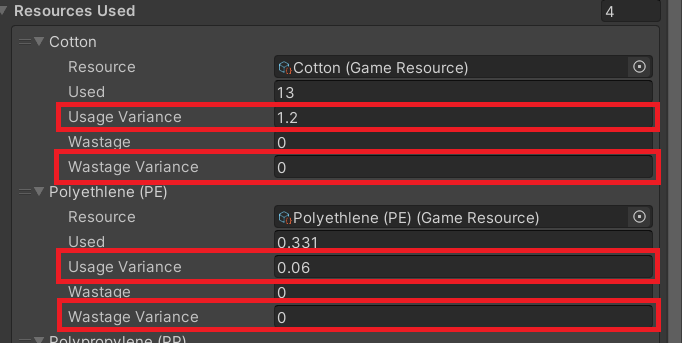 Resources Used 4
Cotton
Resource Cotton (Game Resource)
Used 13
Usage Variance 1.2
Wastage 0
Wastage Variance 0
Polyethlene (PE)
Resource Polyethlene (PE) (Game Resource)
Used 0.331
Usage Variance 0.06
Wastage 0
Wastage Variance 0
Polypropylene (PP)